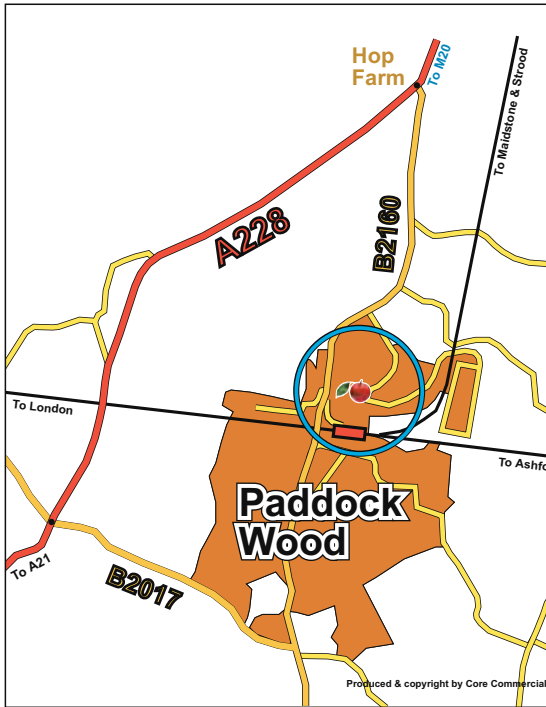 Hop
Farm
To M20
To Maidstone & Strood
A228
B2160
To London
To Ashfo
Paddock
Wood
To A21
B2017
Produced & copyright by Core Commercial